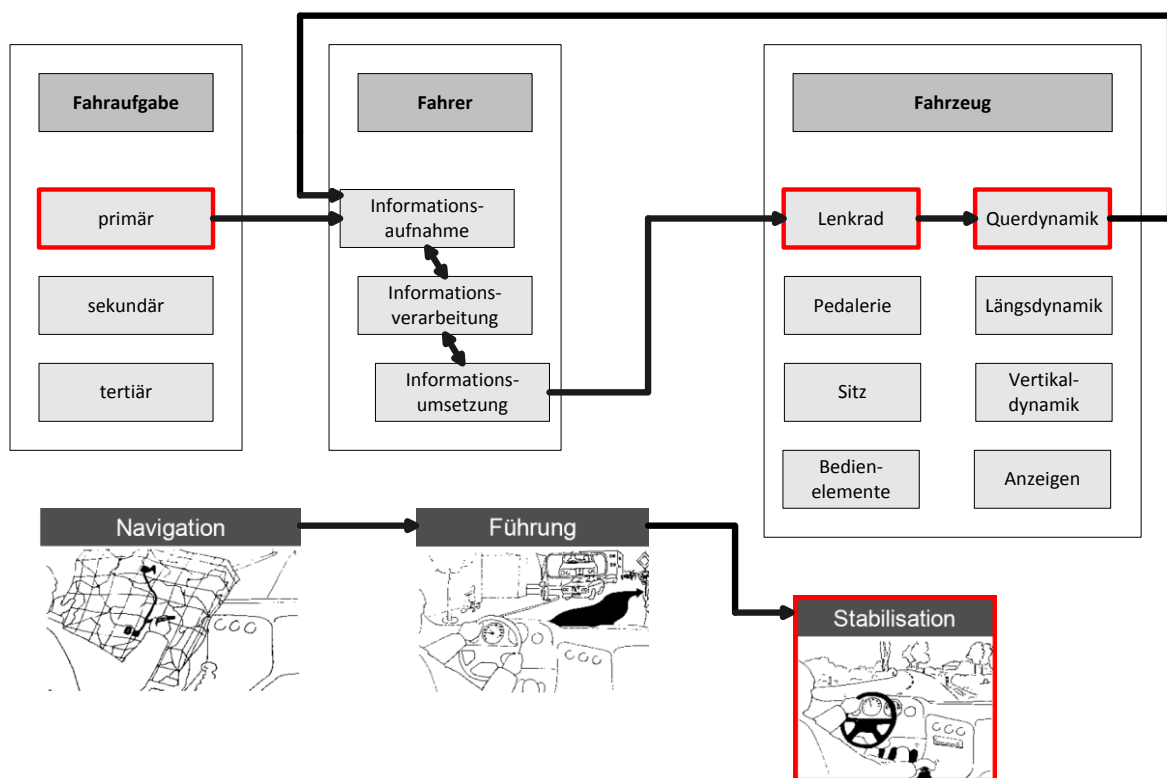 Fahraufgabe
Fahrer
Fahrzeug
primär
Informations-
aufnahme
Lenkrad
Querdynamik
sekundär
Informations-
verarbeitung
Pedalerie
Längsdynamik
tertiär
Informations-
umsetzung
Sitz
Vertikal-
dynamik
Bedien-
elemente
Anzeigen
Navigation
Führung
Stabilisation